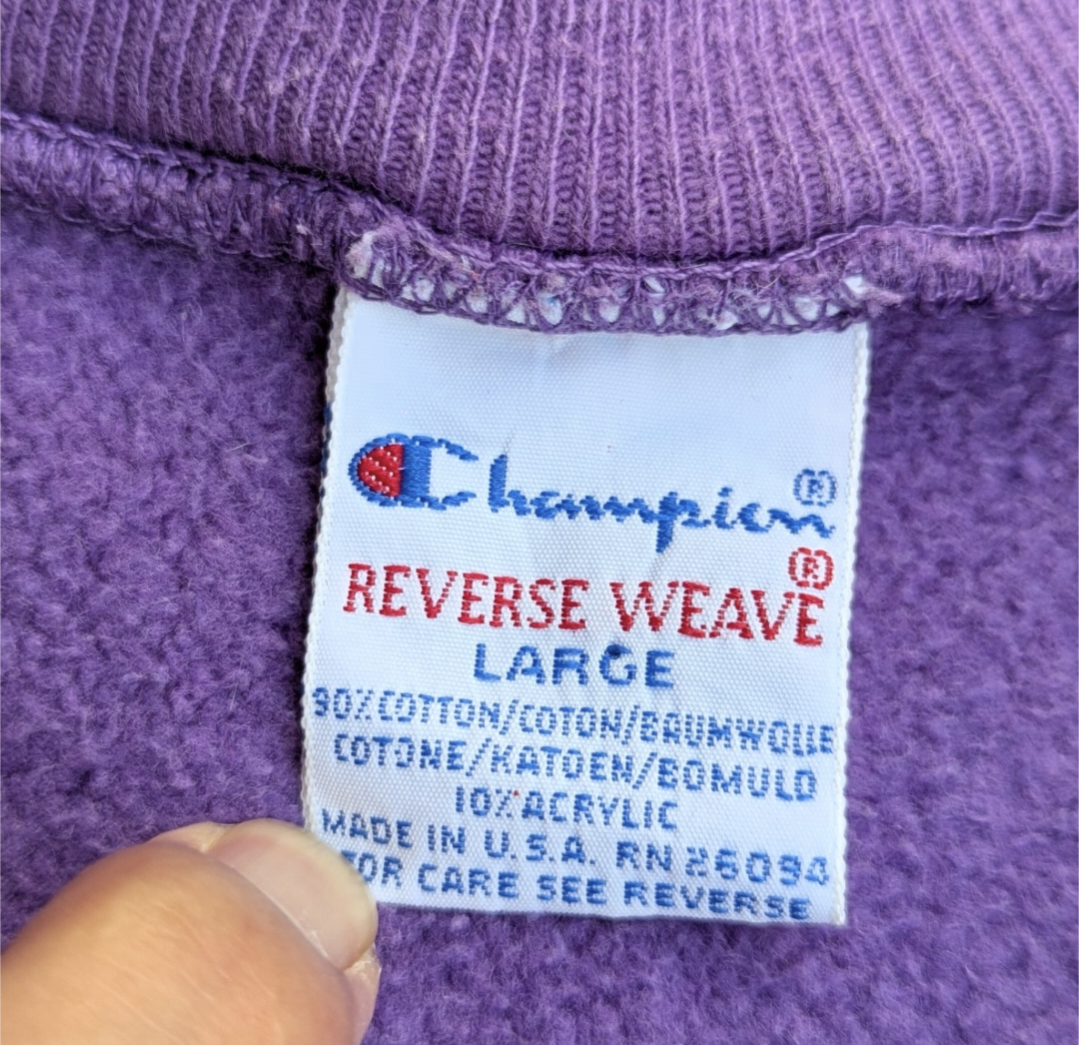 Champion®
REVERSE WEAVE®
LARGE
90% COTTON/COTON/BAUMWOLLE
COTONE/KATOEN/BOMULD
10% ACRYLIC
MADE IN U.S.A. RN 26094
FOR CARE SEE REVERSE